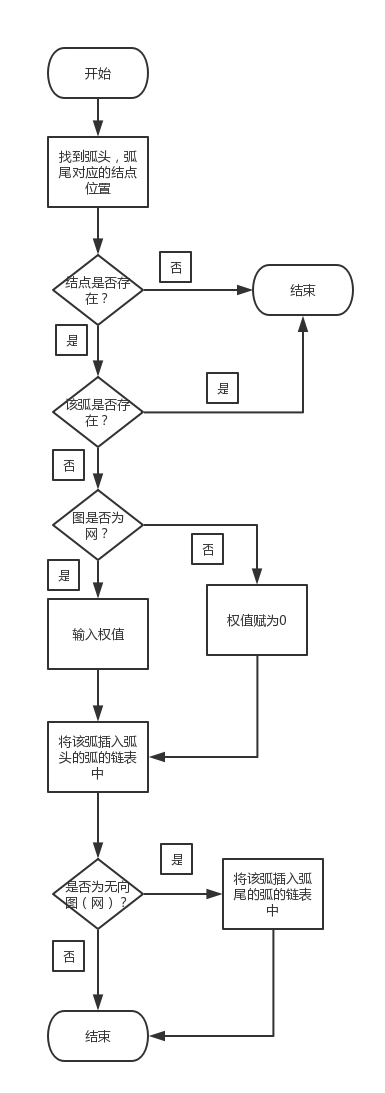 开始
找到弧头，弧
尾对应的结点
位置
结点是否存
在？
否
结束
是
该弧是否存
在？
是
否
图是否为
网？
否
是
输入权值
权值赋为0
将该弧插入弧
头的弧的链表
中
是否为无向
图（网）？
是
将该弧插入弧
尾的弧的链表
中
否
结束